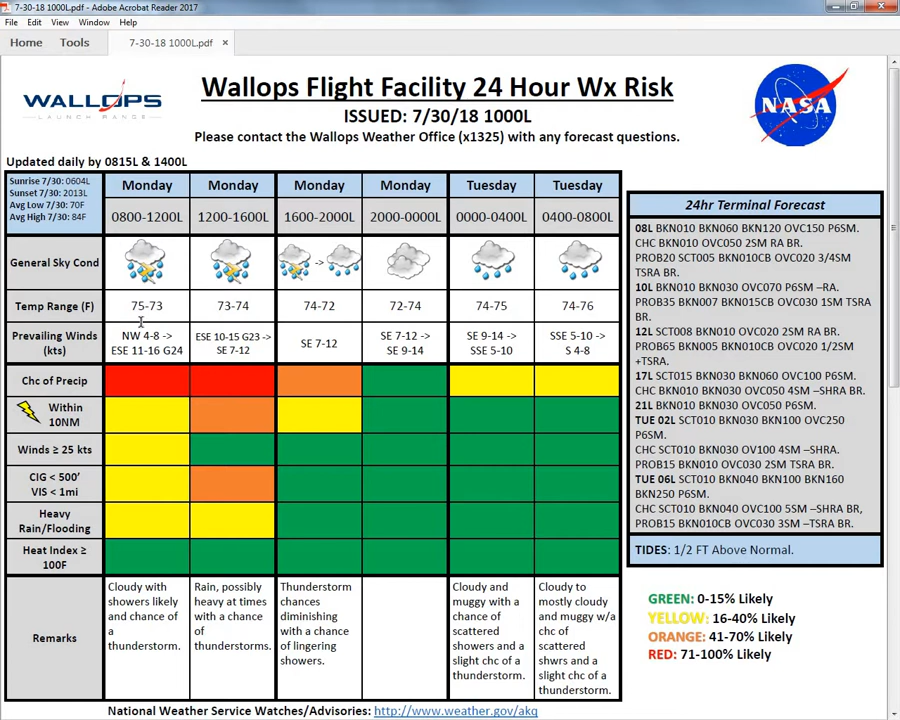 7-30-18 1000L.pdf - Adobe Acrobat Reader 2017
File Edit View Window Help
Home Tools 7-30-18 1000L.pdf ×
WALLOPS
LAUNCH RANGE
Wallops Flight Facility 24 Hour Wx Risk
ISSUED: 7/30/18 1000L
Please contact the Wallops Weather Office (x1325) with any forecast questions.
NASA
Updated daily by 0815L & 1400L
Sunrise 7/30: 0604L
Sunset 7/30: 2013L
Avg Low 7/30: 70F
Avg High 7/30: 84F
Monday Monday Monday Monday Tuesday Tuesday
0800-1200L 1200-1600L 1600-2000L 2000-0000L 0000-0400L 0400-0800L
General Sky Cond
Temp Range (F) 75-73 73-74 74-72 72-74 74-75 74-76
Prevailing Winds (kts)
NW 4-8 ->
ESE 11-16 G24
ESE 10-15 G23 ->
SE 7-12
SE 7-12
SE 7-12 ->
SE 9-14
SE 9-14 ->
SSE 5-10
SSE 5-10 ->
S 4-8
Chc of Precip
Within
10NM
Winds ≥ 25 kts
CIG < 500'
VIS < 1mi
Heavy
Rain/Flooding
Heat Index ≥
100F
Remarks
Cloudy with
showers likely
and chance of
a
thunderstorm.
Rain, possibly
heavy at times
with a chance
of
thunderstorms.
Thunderstorm
chances
diminishing
with a chance
of lingering
showers.
Cloudy and
muggy with a
chance of
scattered
showers and a
slight chc of a
thunderstorm.
Cloudy to
mostly cloudy
and muggy w/a
chc of
scattered
shwrs and a
slight chc of a
thunderstorm.
24hr Terminal Forecast
08L BKN010 BKN060 BKN120 OVC150 P6SM.
CHC BKN010 OVC050 2SM RA BR.
PROB20 SCT005 BKN010CB OVC020 3/4SM
TSRA BR.
10L BKN010 BKN030 OVC070 P6SM –RA.
PROB35 BKN007 BKN015CB OVC030 1SM TSRA
BR.
12L SCT008 BKN010 OVC020 2SM RA BR.
PROB65 BKN005 BKN010CB OVC020 1/2SM
+TSRA.
17L SCT015 BKN030 BKN060 OVC100 P6SM.
CHC BKN010 BKN030 OVC050 4SM –SHRA BR.
21L BKN010 BKN030 OVC050 P6SM.
TUE 02L SCT010 BKN030 BKN100 OVC250
P6SM.
CHC SCT010 BKN030 OV100 4SM –SHRA.
PROB15 BKN010 OVC030 2SM TSRA BR.
TUE 06L SCT010 BKN040 BKN100 BKN160
BKN250 P6SM.
CHC SCT010 BKN040 OVC100 5SM –SHRA BR,
PROB15 BKN010CB OVC030 3SM –TSRA BR.
TIDES: 1/2 FT Above Normal.
GREEN: 0-15% Likely
YELLOW: 16-40% Likely
ORANGE: 41-70% Likely
RED: 71-100% Likely
National Weather Service Watches/Advisories: http://www.weather.gov/akq